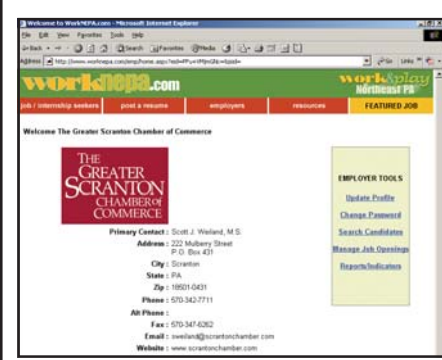 Welcome to WorkNEPA.com - Microsoft Internet Explorer
File Edit View Favorites Tools Help
Back Search Favorites Media
Address Go Links
worknepa.com
work&play
Northeast PA
job / internship seekers post a resume employers resources FEATURED JOB
Welcome The Greater Scranton Chamber of Commerce
THE
GREATER
SCRANTON
CHAMBER of
COMMERCE
EMPLOYER TOOLS
Update Profile
Change Password
Search Candidates
Manage Job Openings
Reports/Indicators
Primary Contact : Scott J. Weiland, M.S.
Address : 222 Mulberry Street
P.O. Box 431
City : Scranton
State : PA
Zip : 18501-0431
Phone : 570-342-7711
Alt Phone :
Fax : 570-347-6262
Email : sweiland@scrantonchamber.com
Website : www.scrantonchamber.com